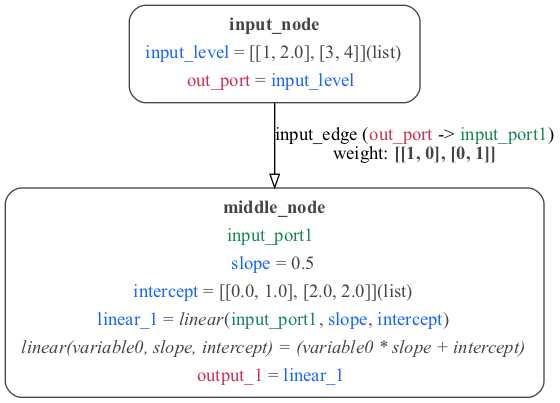 input_node
input_level = [[1, 2.0], [3, 4]](list)
out_port = input_level
input_edge (out_port -> input_port1)
weight: [[1, 0], [0, 1]]
middle_node
input_port1
slope = 0.5
intercept = [[0.0, 1.0], [2.0, 2.0]](list)
linear_1 = linear(input_port1, slope, intercept)
linear(variable0, slope, intercept) = (variable0 * slope + intercept)
output_1 = linear_1